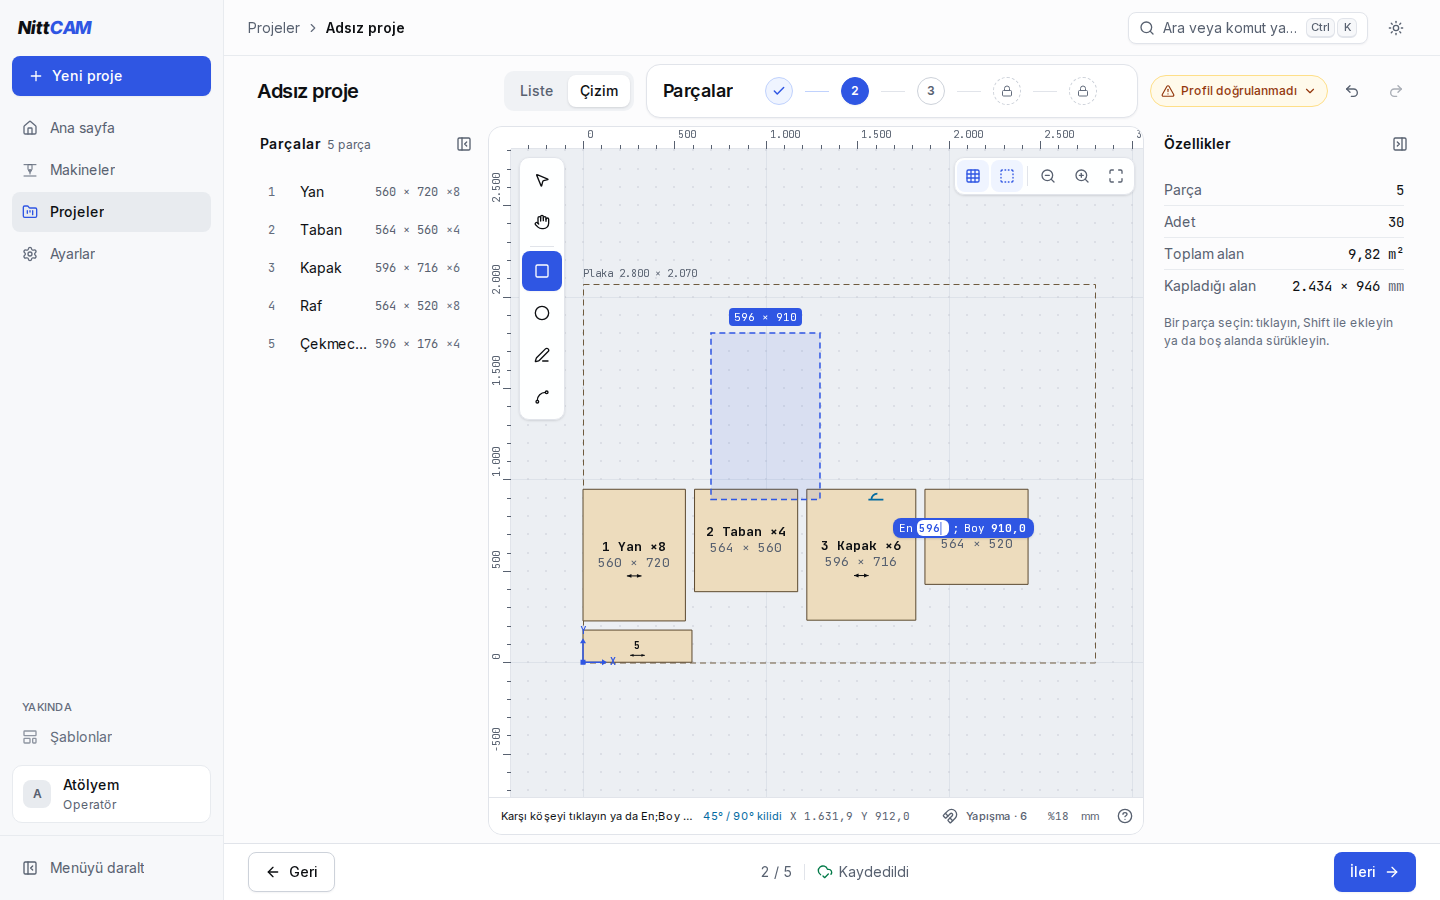 NittCAM
Yeni proje
Ana sayfa
Makineler
Projeler
Ayarlar
YAKINDA
Şablonlar
A
Atölyem
Operatör
Menüyü daralt
Projeler > Adsız proje
Ara veya komut ya... Ctrl K
Adsız proje
Liste Çizim
Parçalar 2 3
Profil doğrulanmadı
Parçalar 5 parça
1 Yan 560 × 720 ×8
2 Taban 564 × 560 ×4
3 Kapak 596 × 716 ×6
4 Raf 564 × 520 ×8
5 Çekmec... 596 × 176 ×4
0 500 1.000 1.500 2.000 2.500 3
2.500
2.000
1.500
1.000
500
0
-500
Plaka 2.800 × 2.070
596 × 910
1 Yan ×8
560 × 720
2 Taban ×4
564 × 560
3 Kapak ×6
596 × 716
En 596 ; Boy 910,0
564 × 520
5
Y
X
Karşı köşeyi tıklayın ya da En;Boy ... 45° / 90° kilidi X 1.631,9 Y 912,0 Yapışma · 6 %18 mm
Özellikler
Parça 5
Adet 30
Toplam alan 9,82 m²
Kapladığı alan 2.434 × 946 mm
Bir parça seçin: tıklayın, Shift ile ekleyin
ya da boş alanda sürükleyin.
Geri
2 / 5 Kaydedildi
İleri